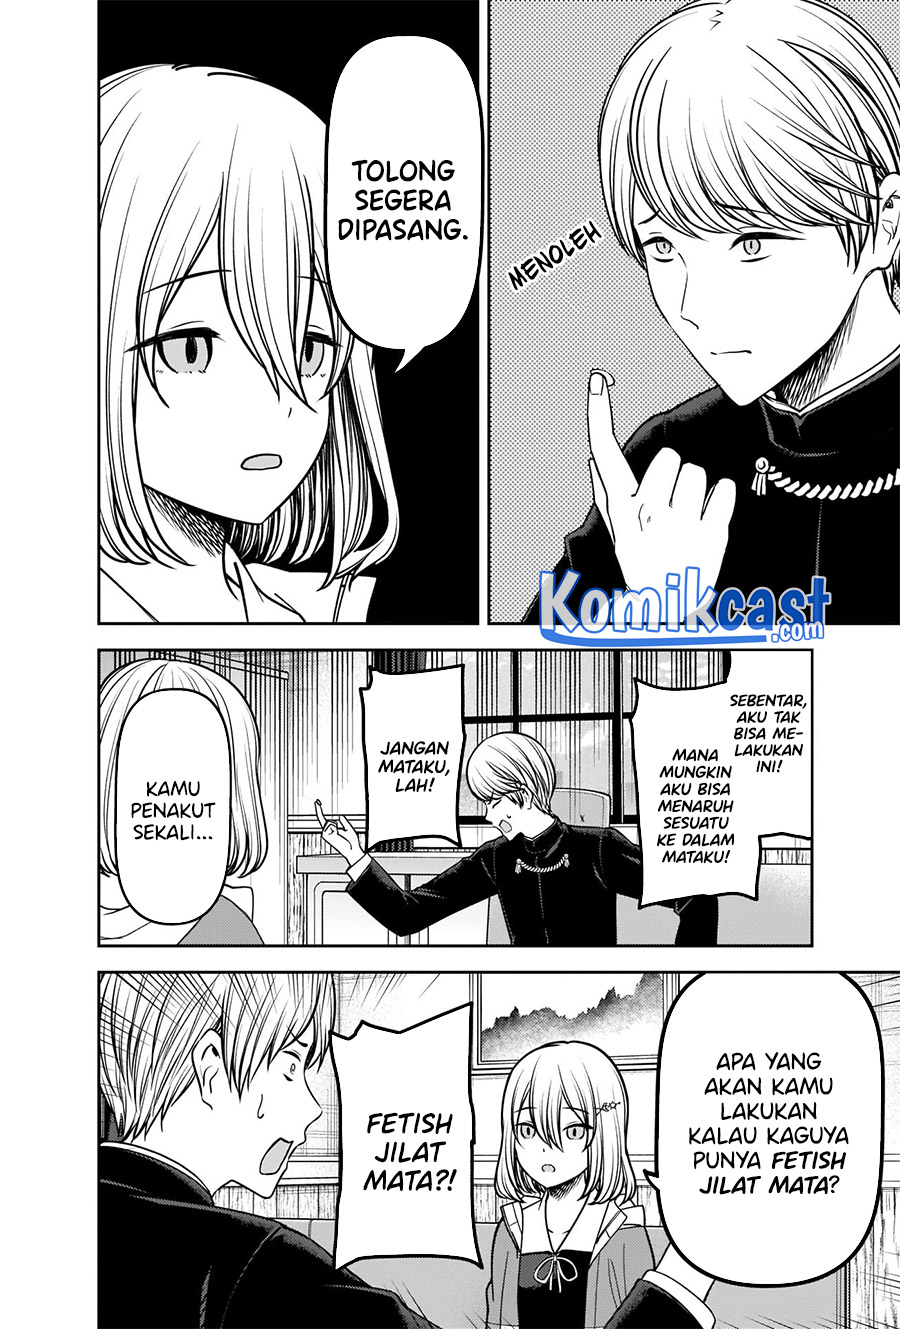 MENOLEH
TOLONG
SEGERA
DIPASANG.
Komikcast
.com
SEBENTAR,
AKU TAK
BISA ME-
LAKUKAN
INI!
MANA
MUNGKIN
AKU BISA
MENARUH
SESUATU
KE DALAM
MATAKU!
JANGAN
MATAKU,
LAH!
KAMU
PENAKUT
SEKALI...
APA YANG
AKAN KAMU
LAKUKAN
KALAU KAGUYA
PUNYA FETISH
JILAT MATA?
FETISH
JILAT
MATA?!